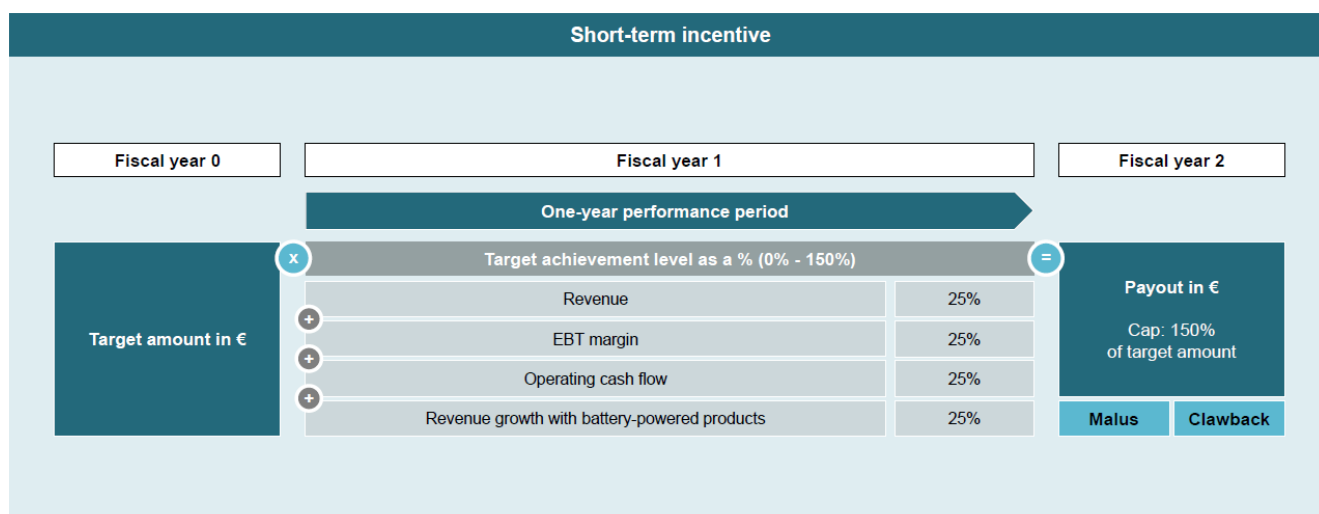 Short-term incentive
Fiscal year 0
Fiscal year 1
Fiscal year 2
One-year performance period
x
Target achievement level as a % (0% - 150%)
=
Target amount in €
Revenue
25%
+
EBT margin
25%
+
Operating cash flow
25%
+
Revenue growth with battery-powered products
25%
Payout in €
Cap: 150%
of target amount
Malus
Clawback